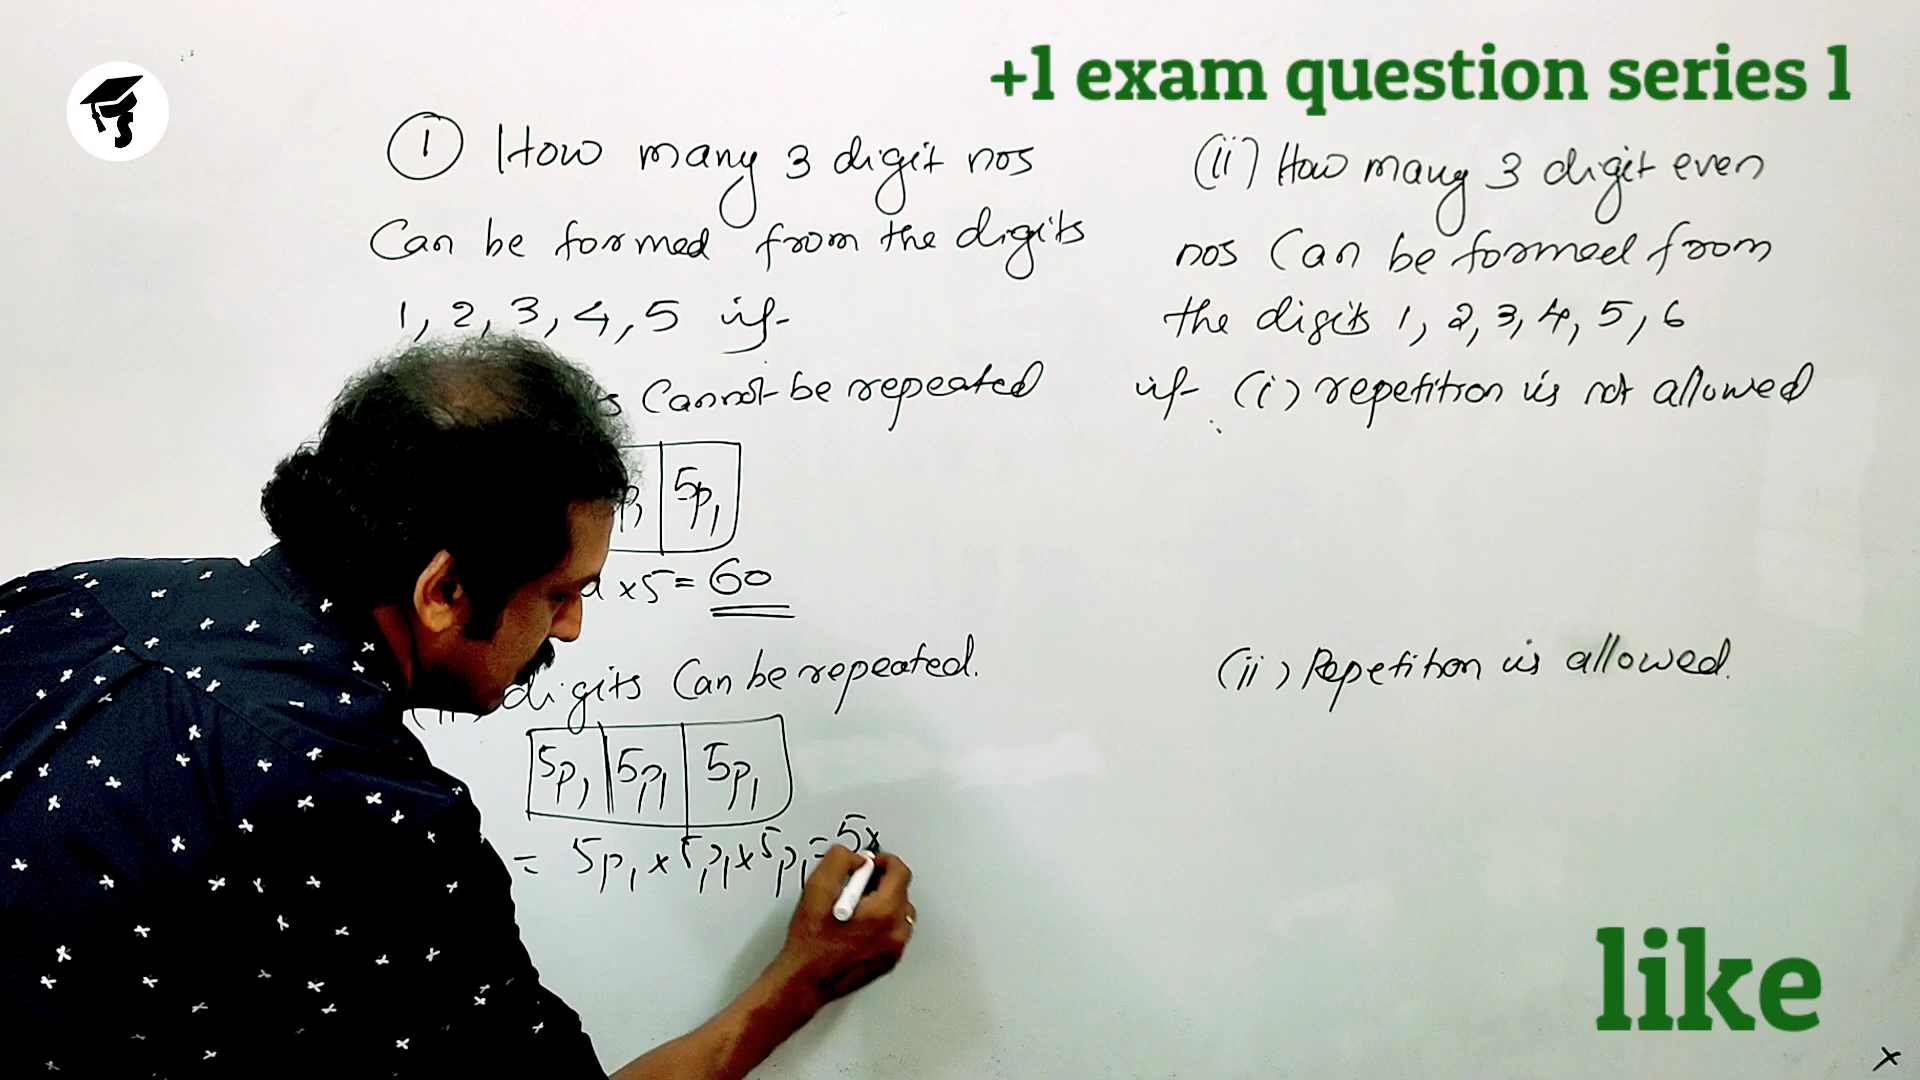 +1 exam question series 1
① How many 3 digit nos
Can be formed from the digits
1, 2, 3, 4, 5 if
Cannot be repeated
5P₁
×5 = 60
digits Can be repeated.
5P₁ 5P₁ 5P₁
= 5P₁ × 5P₁ × 5P₁ = 5×
(ii) How many 3 digit even
nos Can be formed from
the digits 1, 2, 3, 4, 5, 6
if (i) repetition is not allowed
(ii) Repetition is allowed.
like